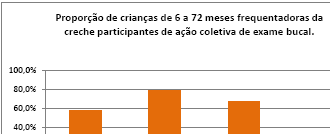 Proporção de crianças de 6 a 72 meses frequentadoras da
creche participantes de ação coletiva de exame bucal.
100,0%
80,0%
60,0%
40,0%